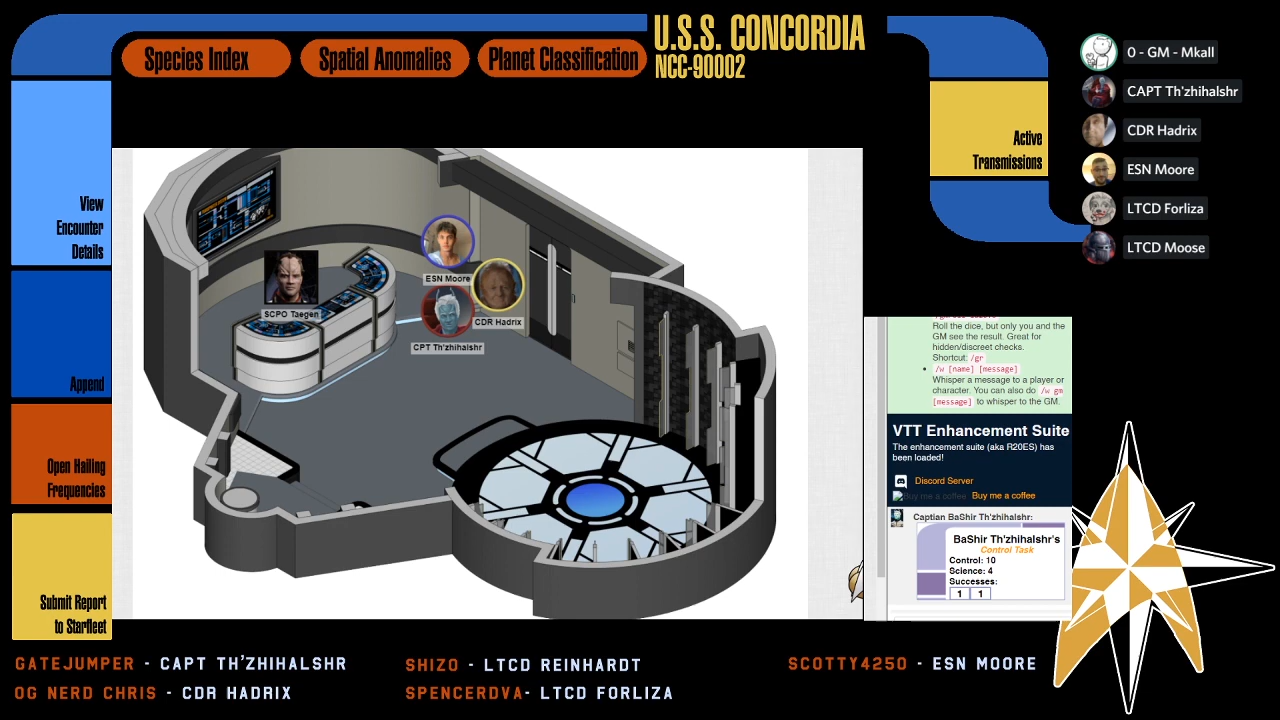 Species Index
Spatial Anomalies
Planet Classification
U.S.S. CONCORDIA
NCC-90002
View
Encounter
Details
Append
Open Hailing
Frequencies
Submit Report
to Starfleet
Active
Transmissions
0 - GM - Mkall
CAPT Th'zhihalshr
CDR Hadrix
ESN Moore
LTCD Forliza
LTCD Moose
SCPO Taegen
ESN Moore
CDR Hadrix
CPT Th'zhihalshr
Roll the dice, but only you and the
GM see the result. Great for
hidden/discreet checks.
Shortcut: /gr
/w [name] [message]
Whisper a message to a player or
character. You can also do /w gm
[message] to whisper to the GM.
VTT Enhancement Suite
The enhancement suite (aka R20ES) has
been loaded!
Discord Server
Buy me a coffee Buy me a coffee
Captian BaShir Th'zhihalshr:
BaShir Th'zhihalshr's
Control Task
Control: 10
Science: 4
Successes:
1 1
GATEJUMPER - CAPT TH'ZHIHALSHR
OG NERD CHRIS - CDR HADRIX
SHIZO - LTCD REINHARDT
SPENCERDVA- LTCD FORLIZA
SCOTTY4250 - ESN MOORE